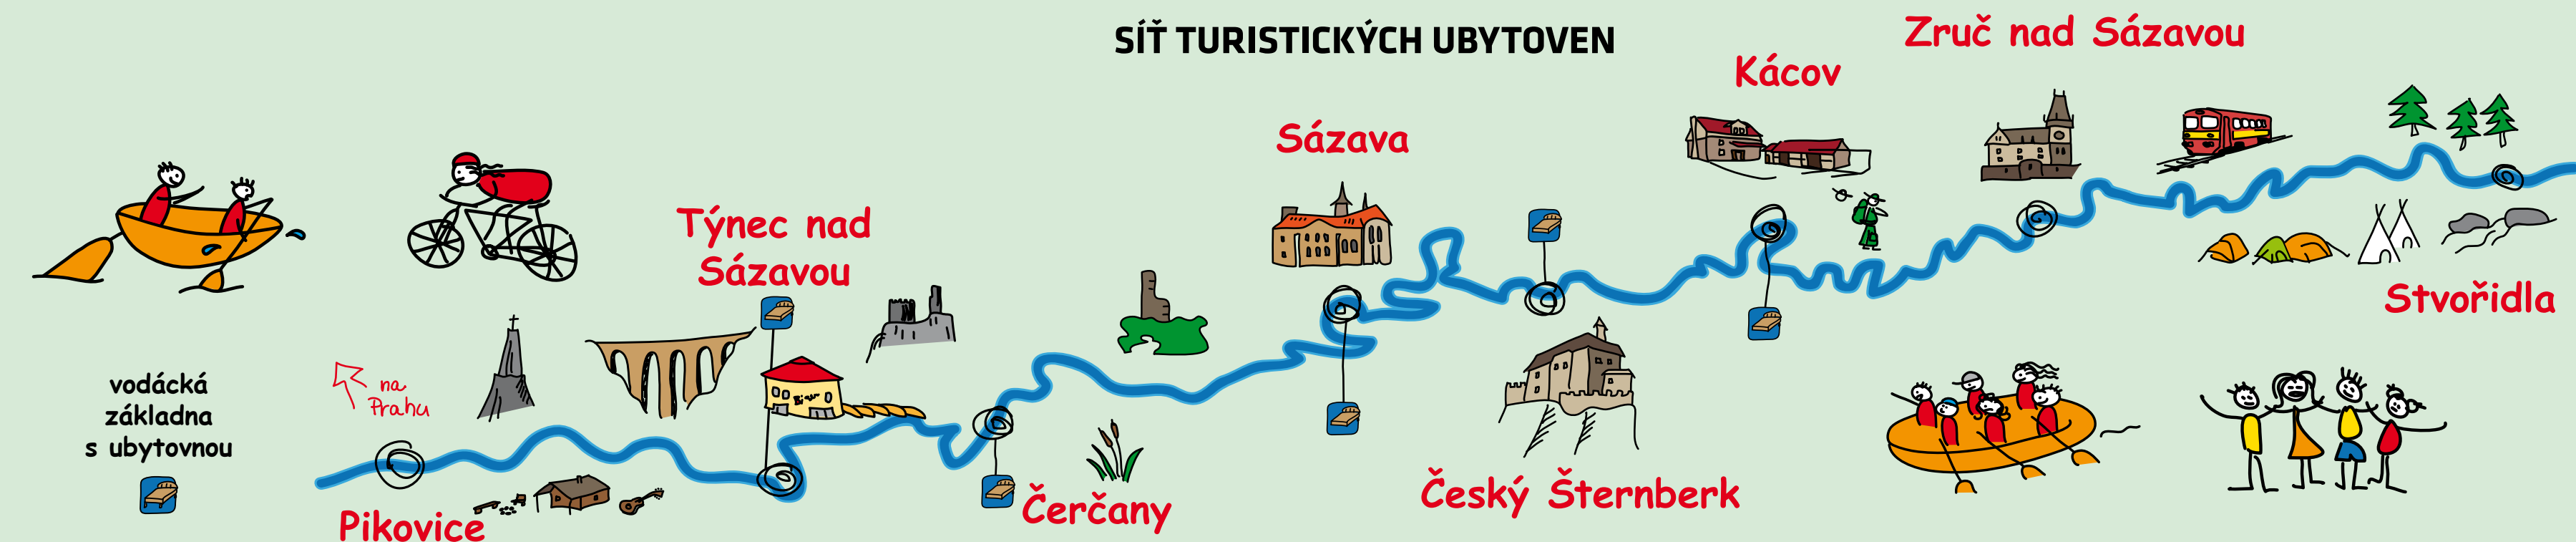 SÍŤ TURISTICKÝCH UBYTOVEN
Zruč nad Sázavou
Kácov
Sázava
Týnec nad
Sázavou
Stvořidla
vodácká
základna
s ubytovnou
na
Prahu
Český Šternberk
Čerčany
Pikovice